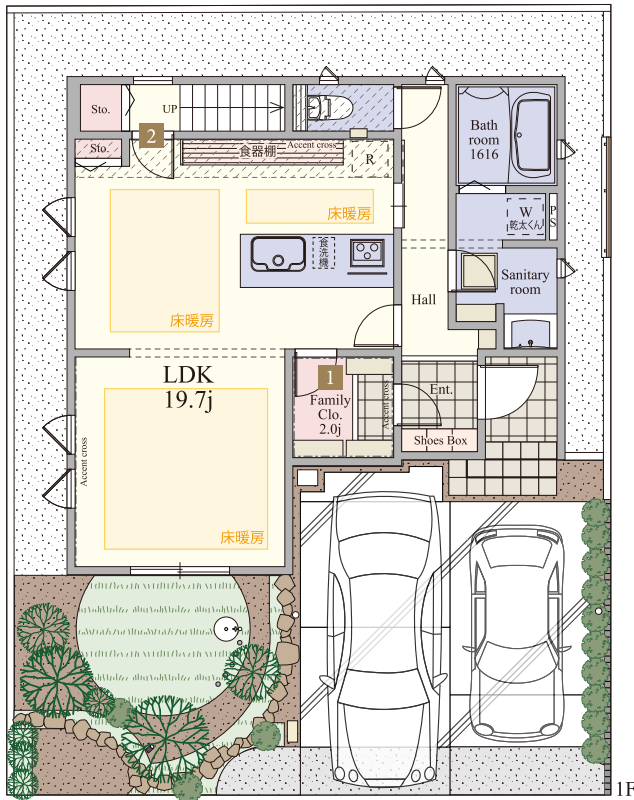 Sto.
UP
2
Sto.
食器棚
Accent cross
R
Bath
room
1616
床暖房
W
乾太くん
PS
食洗機
Sanitary
room
床暖房
Hall
LDK
19.7j
1
Family
Clo.
2.0j
Accent cross
Ent.
Shoes Box
Accent cross
床暖房
1F